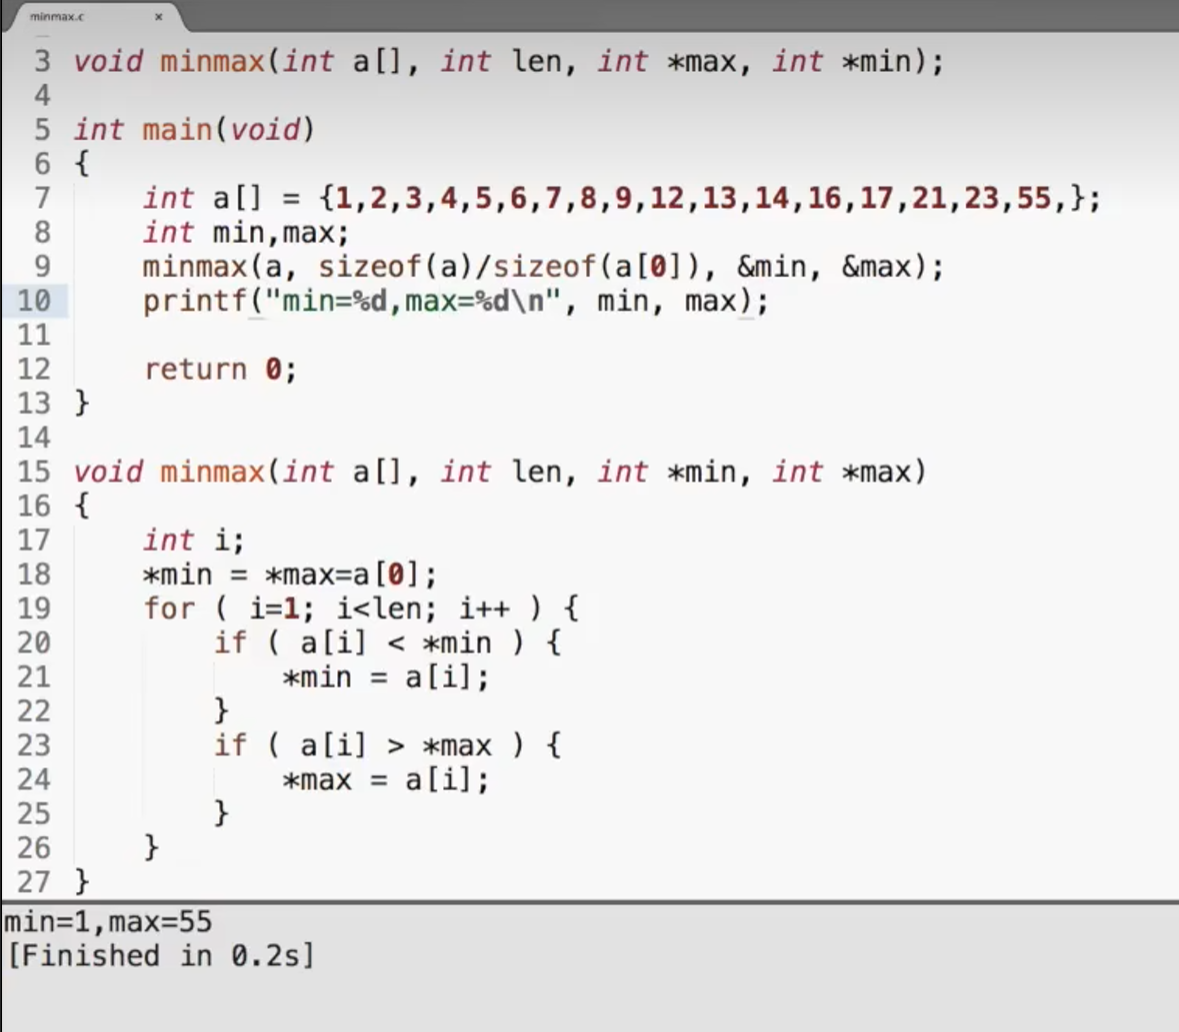 minmax.c x
3 void minmax(int a[], int len, int *max, int *min);
4
5 int main(void)
6 {
7     int a[] = {1,2,3,4,5,6,7,8,9,12,13,14,16,17,21,23,55,};
8     int min,max;
9     minmax(a, sizeof(a)/sizeof(a[0]), &min, &max);
10     printf("min=%d,max=%d\n", min, max);
11
12     return 0;
13 }
14
15 void minmax(int a[], int len, int *min, int *max)
16 {
17     int i;
18     *min = *max=a[0];
19     for ( i=1; i<len; i++ ) {
20         if ( a[i] < *min ) {
21             *min = a[i];
22         }
23         if ( a[i] > *max ) {
24             *max = a[i];
25         }
26     }
27 }
min=1,max=55
[Finished in 0.2s]